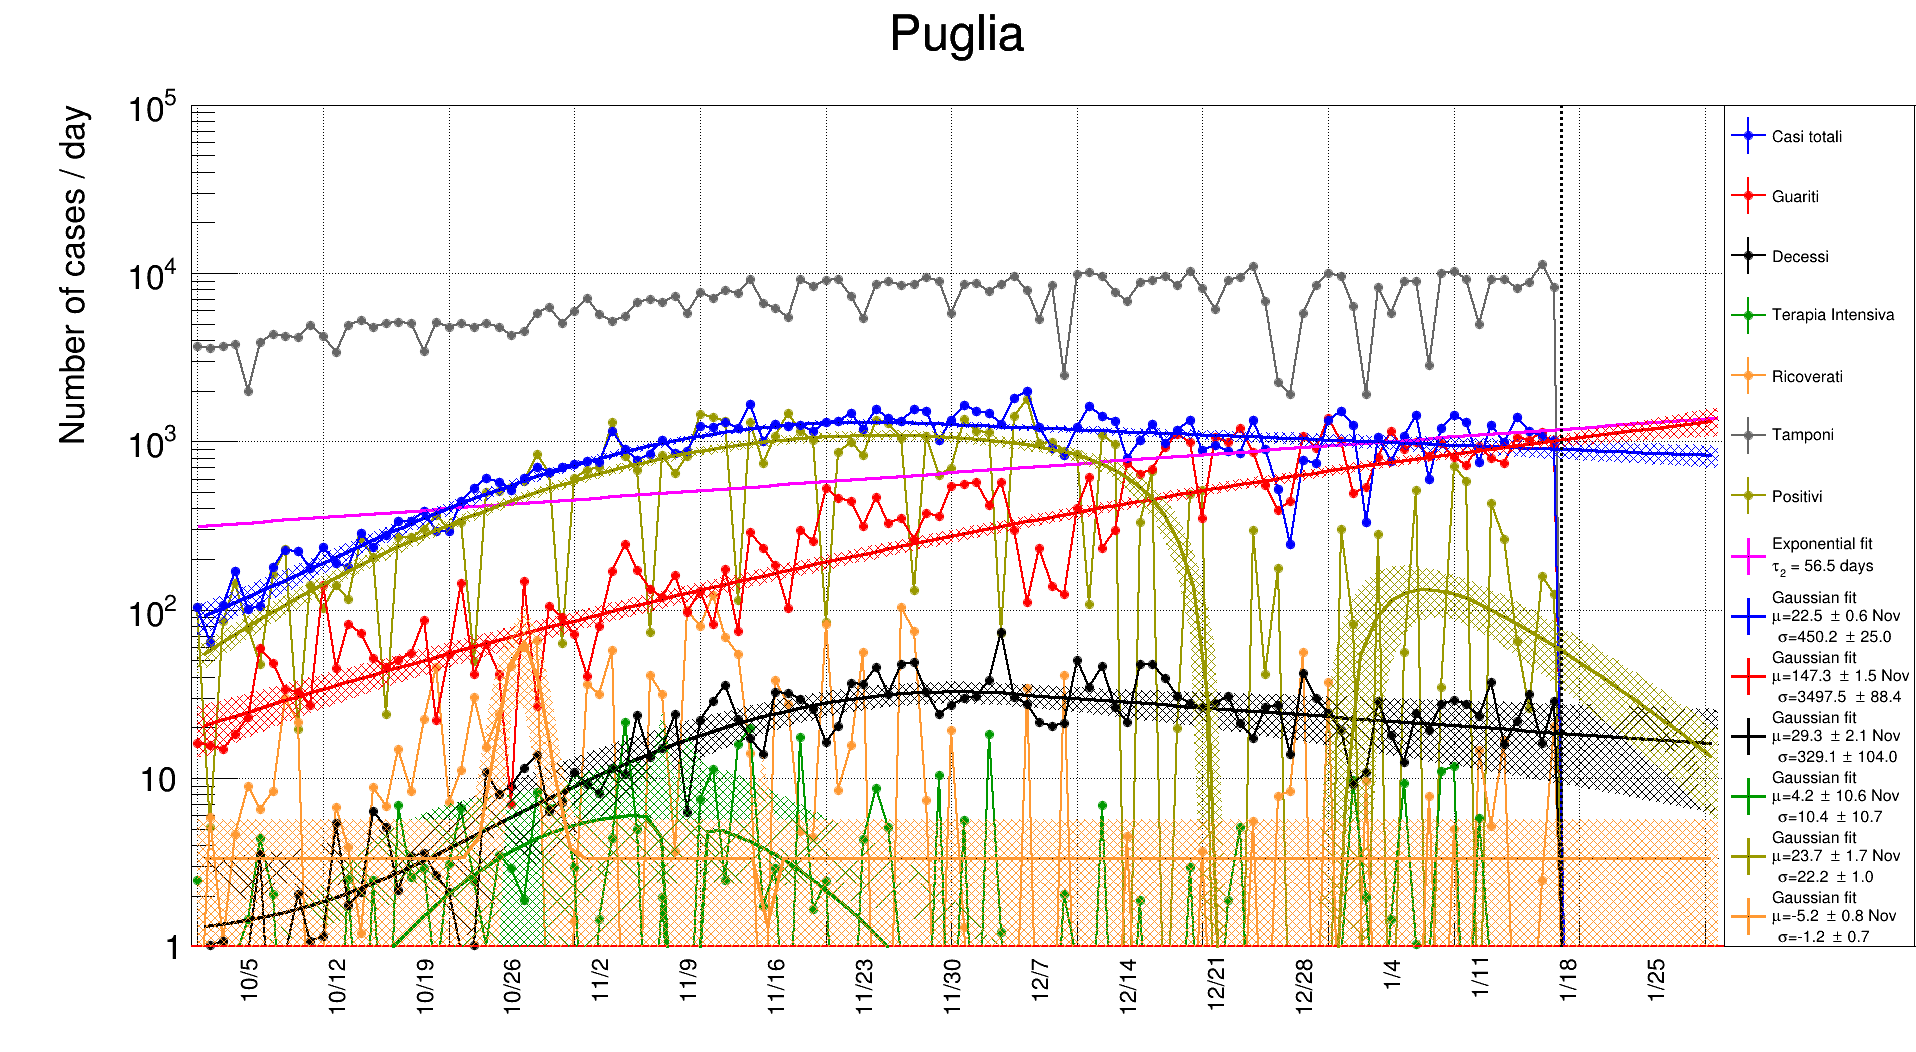 Puglia
Number of cases / day
10^5
10^4
10^3
10^2
10
1
10/5
10/12
10/19
10/26
11/2
11/9
11/16
11/23
11/30
12/7
12/14
12/21
12/28
1/4
1/11
1/18
1/25
Casi totali
Guariti
Decessi
Terapia Intensiva
Ricoverati
Tamponi
Positivi
Exponential fit
τ₂ = 56.5 days
Gaussian fit
μ=22.5 ± 0.6 Nov
σ=450.2 ± 25.0
Gaussian fit
μ=147.3 ± 1.5 Nov
σ=3497.5 ± 88.4
Gaussian fit
μ=29.3 ± 2.1 Nov
σ=329.1 ± 104.0
Gaussian fit
μ=4.2 ± 10.6 Nov
σ=10.4 ± 10.7
Gaussian fit
μ=23.7 ± 1.7 Nov
σ=22.2 ± 1.0
Gaussian fit
μ=-5.2 ± 0.8 Nov
σ=-1.2 ± 0.7